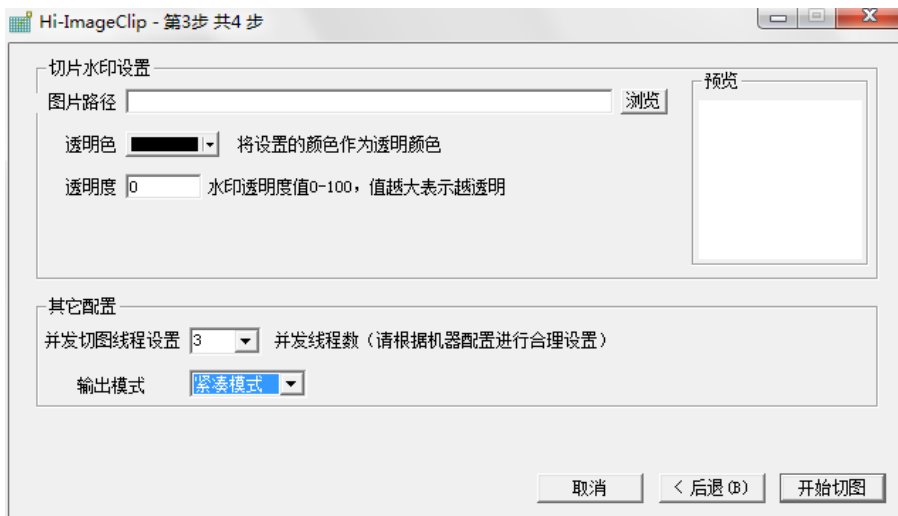 Hi-ImageClip - 第3步 共4 步
切片水印设置
图片路径 浏览
预览
透明色 将设置的颜色作为透明颜色
透明度 0 水印透明度值0-100，值越大表示越透明
其它配置
并发切图线程设置 3 并发线程数（请根据机器配置进行合理设置）
输出模式 紧凑模式
取消 < 后退(B) 开始切图